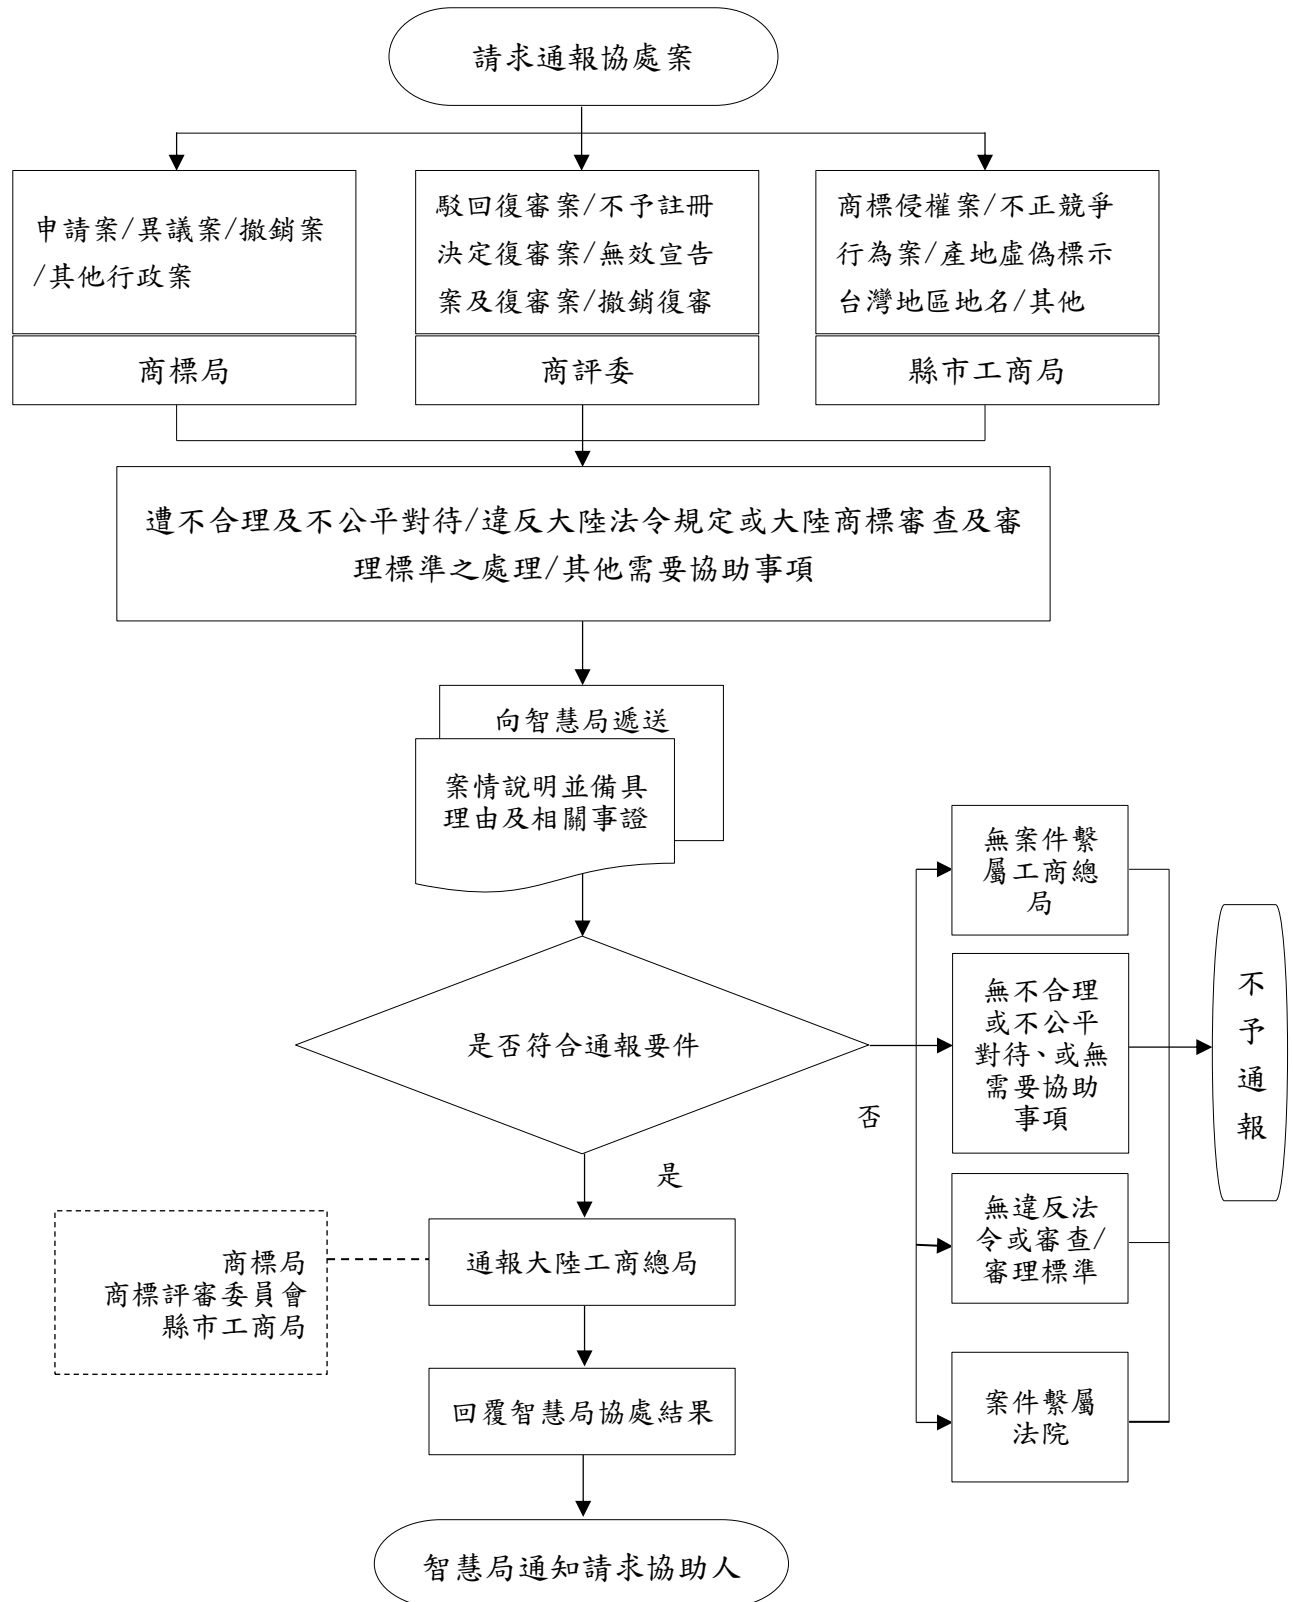 請求通報協處案
申請案/異議案/撤銷案
/其他行政案
商標局
駁回復審案/不予註冊
決定復審案/無效宣告
案及復審案/撤銷復審
商評委
商標侵權案/不正競爭
行為案/產地虛偽標示
台灣地區地名/其他
縣市工商局
遭不合理及不公平對待/違反大陸法令規定或大陸商標審查及審
理標準之處理/其他需要協助事項
向智慧局遞送
案情說明並備具
理由及相關事證
是否符合通報要件
否
無案件繫
屬工商總
局
無不合理
或不公平
對待、或無
需要協助
事項
無違反法
令或審查/
審理標準
案件繫屬
法院
不
予
通
報
是
通報大陸工商總局
商標局
商標評審委員會
縣市工商局
回覆智慧局協處結果
智慧局通知請求協助人